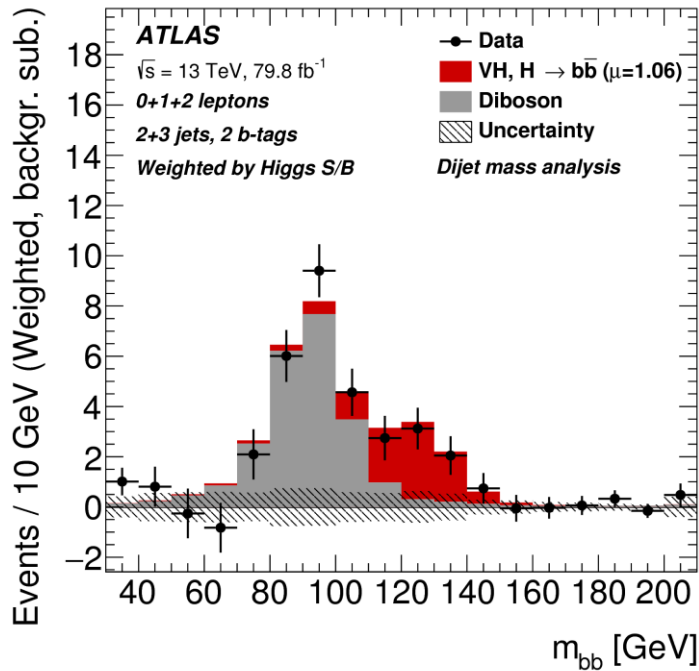 ATLAS
√s = 13 TeV, 79.8 fb⁻¹
0+1+2 leptons
2+3 jets, 2 b-tags
Weighted by Higgs S/B
Data
VH, H → bb̅ (μ=1.06)
Diboson
Uncertainty
Dijet mass analysis
Events / 10 GeV (Weighted, backgr. sub.)
18
16
14
12
10
8
6
4
2
0
−2
40 60 80 100 120 140 160 180 200
m_bb [GeV]